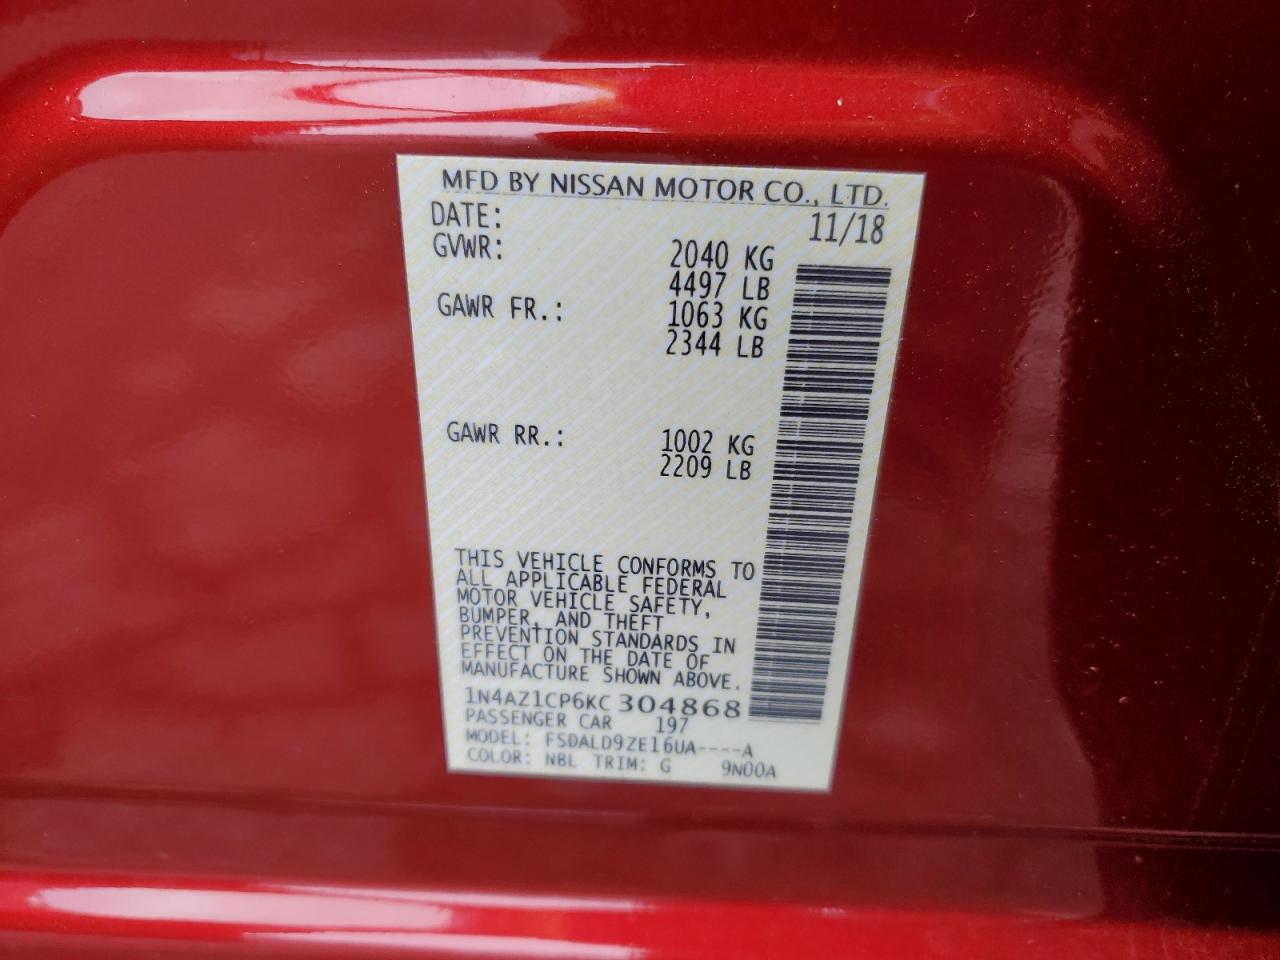 MFD BY NISSAN MOTOR CO., LTD.
DATE: 11/18
GVWR: 2040 KG
4497 LB
GAWR FR.: 1063 KG
2344 LB
GAWR RR.: 1002 KG
2209 LB
THIS VEHICLE CONFORMS TO
ALL APPLICABLE FEDERAL
MOTOR VEHICLE SAFETY,
BUMPER, AND THEFT
PREVENTION STANDARDS IN
EFFECT ON THE DATE OF
MANUFACTURE SHOWN ABOVE.
1N4AZ1CP6KC304868
PASSENGER CAR 197
MODEL: FSDALD9ZE16UA----A
COLOR: NBL TRIM: G 9N00A